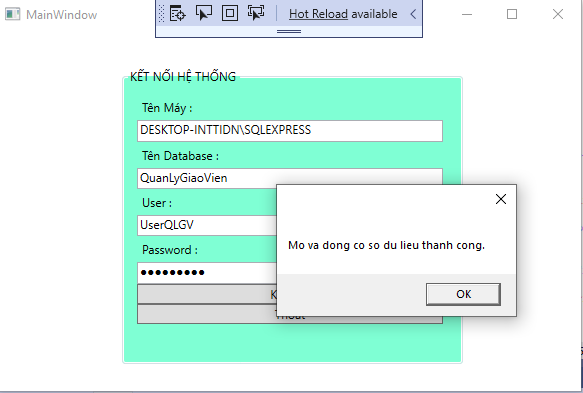 MainWindow
Hot Reload available
KẾT NỐI HỆ THỐNG
Tên Máy :
DESKTOP-INTTIDN\SQLEXPRESS
Tên Database :
QuanLyGiaoVien
User :
UserQLGV
Password :
●●●●●●●●●
Mo va dong co so du lieu thanh cong.
OK
Thoát